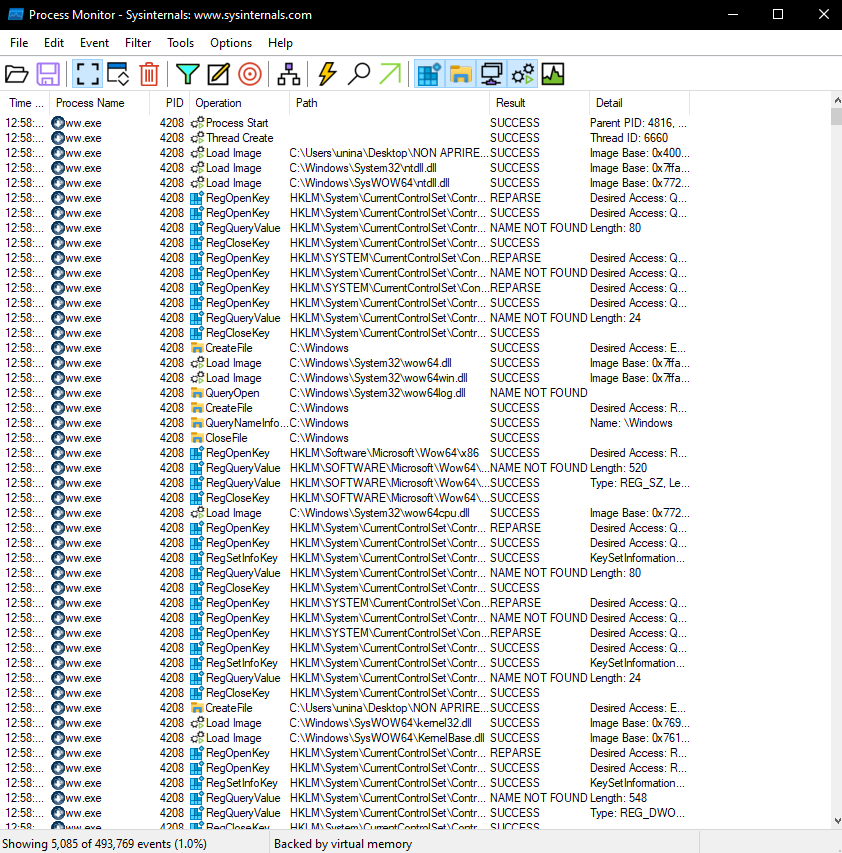 Process Monitor - Sysinternals: www.sysinternals.com
File Edit Event Filter Tools Options Help
Time ... Process Name PID Operation Path Result Detail
12:58:... ww.exe 4208 Process Start SUCCESS Parent PID: 4816, ...
12:58:... ww.exe 4208 Thread Create SUCCESS Thread ID: 6660
12:58:... ww.exe 4208 Load Image C:\Users\unina\Desktop\NON APRIRE... SUCCESS Image Base: 0x400...
12:58:... ww.exe 4208 Load Image C:\Windows\System32\ntdll.dll SUCCESS Image Base: 0x7ffa...
12:58:... ww.exe 4208 Load Image C:\Windows\SysWOW64\ntdll.dll SUCCESS Image Base: 0x772...
12:58:... ww.exe 4208 RegOpenKey HKLM\System\CurrentControlSet\Contr... REPARSE Desired Access: Q...
12:58:... ww.exe 4208 RegOpenKey HKLM\System\CurrentControlSet\Contr... SUCCESS Desired Access: Q...
12:58:... ww.exe 4208 RegQueryValue HKLM\System\CurrentControlSet\Contr... NAME NOT FOUND Length: 80
12:58:... ww.exe 4208 RegCloseKey HKLM\System\CurrentControlSet\Contr... SUCCESS
12:58:... ww.exe 4208 RegOpenKey HKLM\SYSTEM\CurrentControlSet\Con... REPARSE Desired Access: Q...
12:58:... ww.exe 4208 RegOpenKey HKLM\System\CurrentControlSet\Contr... NAME NOT FOUND Desired Access: Q...
12:58:... ww.exe 4208 RegOpenKey HKLM\SYSTEM\CurrentControlSet\Con... REPARSE Desired Access: Q...
12:58:... ww.exe 4208 RegOpenKey HKLM\System\CurrentControlSet\Contr... SUCCESS Desired Access: Q...
12:58:... ww.exe 4208 RegQueryValue HKLM\System\CurrentControlSet\Contr... NAME NOT FOUND Length: 24
12:58:... ww.exe 4208 RegCloseKey HKLM\System\CurrentControlSet\Contr... SUCCESS
12:58:... ww.exe 4208 CreateFile C:\Windows SUCCESS Desired Access: E...
12:58:... ww.exe 4208 Load Image C:\Windows\System32\wow64.dll SUCCESS Image Base: 0x7ffa...
12:58:... ww.exe 4208 Load Image C:\Windows\System32\wow64win.dll SUCCESS Image Base: 0x7ffa...
12:58:... ww.exe 4208 QueryOpen C:\Windows\System32\wow64log.dll NAME NOT FOUND
12:58:... ww.exe 4208 CreateFile C:\Windows SUCCESS Desired Access: R...
12:58:... ww.exe 4208 QueryNameInfo... C:\Windows SUCCESS Name: \Windows
12:58:... ww.exe 4208 CloseFile C:\Windows SUCCESS
12:58:... ww.exe 4208 RegOpenKey HKLM\Software\Microsoft\Wow64\x86 SUCCESS Desired Access: R...
12:58:... ww.exe 4208 RegQueryValue HKLM\SOFTWARE\Microsoft\Wow64\... NAME NOT FOUND Length: 520
12:58:... ww.exe 4208 RegQueryValue HKLM\SOFTWARE\Microsoft\Wow64\... SUCCESS Type: REG_SZ, Le...
12:58:... ww.exe 4208 RegCloseKey HKLM\SOFTWARE\Microsoft\Wow64\... SUCCESS
12:58:... ww.exe 4208 Load Image C:\Windows\System32\wow64cpu.dll SUCCESS Image Base: 0x772...
12:58:... ww.exe 4208 RegOpenKey HKLM\System\CurrentControlSet\Contr... REPARSE Desired Access: Q...
12:58:... ww.exe 4208 RegOpenKey HKLM\System\CurrentControlSet\Contr... SUCCESS Desired Access: Q...
12:58:... ww.exe 4208 RegSetInfoKey HKLM\System\CurrentControlSet\Contr... SUCCESS KeySetInformation...
12:58:... ww.exe 4208 RegQueryValue HKLM\System\CurrentControlSet\Contr... NAME NOT FOUND Length: 80
12:58:... ww.exe 4208 RegCloseKey HKLM\System\CurrentControlSet\Contr... SUCCESS
12:58:... ww.exe 4208 RegOpenKey HKLM\SYSTEM\CurrentControlSet\Con... REPARSE Desired Access: Q...
12:58:... ww.exe 4208 RegOpenKey HKLM\System\CurrentControlSet\Contr... NAME NOT FOUND Desired Access: Q...
12:58:... ww.exe 4208 RegOpenKey HKLM\SYSTEM\CurrentControlSet\Con... REPARSE Desired Access: Q...
12:58:... ww.exe 4208 RegOpenKey HKLM\System\CurrentControlSet\Contr... SUCCESS Desired Access: Q...
12:58:... ww.exe 4208 RegSetInfoKey HKLM\System\CurrentControlSet\Contr... SUCCESS KeySetInformation...
12:58:... ww.exe 4208 RegQueryValue HKLM\System\CurrentControlSet\Contr... NAME NOT FOUND Length: 24
12:58:... ww.exe 4208 RegCloseKey HKLM\System\CurrentControlSet\Contr... SUCCESS
12:58:... ww.exe 4208 CreateFile C:\Users\unina\Desktop\NON APRIRE... SUCCESS Desired Access: E...
12:58:... ww.exe 4208 Load Image C:\Windows\SysWOW64\kernel32.dll SUCCESS Image Base: 0x769...
12:58:... ww.exe 4208 Load Image C:\Windows\SysWOW64\KernelBase.dll SUCCESS Image Base: 0x761...
12:58:... ww.exe 4208 RegOpenKey HKLM\System\CurrentControlSet\Contr... REPARSE Desired Access: R...
12:58:... ww.exe 4208 RegOpenKey HKLM\System\CurrentControlSet\Contr... SUCCESS Desired Access: R...
12:58:... ww.exe 4208 RegSetInfoKey HKLM\System\CurrentControlSet\Contr... SUCCESS KeySetInformation...
12:58:... ww.exe 4208 RegQueryValue HKLM\System\CurrentControlSet\Contr... NAME NOT FOUND Length: 548
12:58:... ww.exe 4208 RegQueryValue HKLM\System\CurrentControlSet\Contr... SUCCESS Type: REG_DWO...
12:58:... ww.exe 4208 RegCloseKey HKLM\System\CurrentControlSet\Contr... SUCCESS
Showing 5,085 of 493,769 events (1.0%) Backed by virtual memory